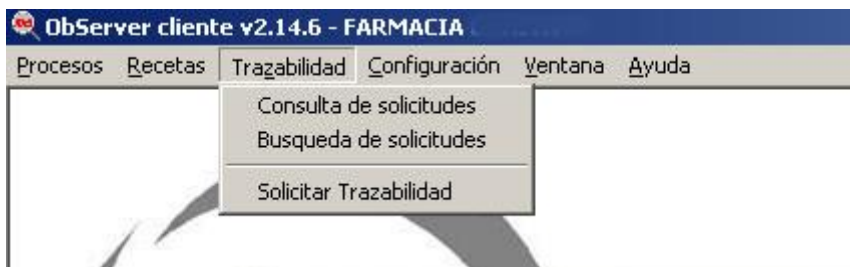 ObServer cliente v2.14.6 - FARMACIA
Procesos Recetas Trazabilidad Configuración Ventana Ayuda
Consulta de solicitudes
Busqueda de solicitudes
Solicitar Trazabilidad